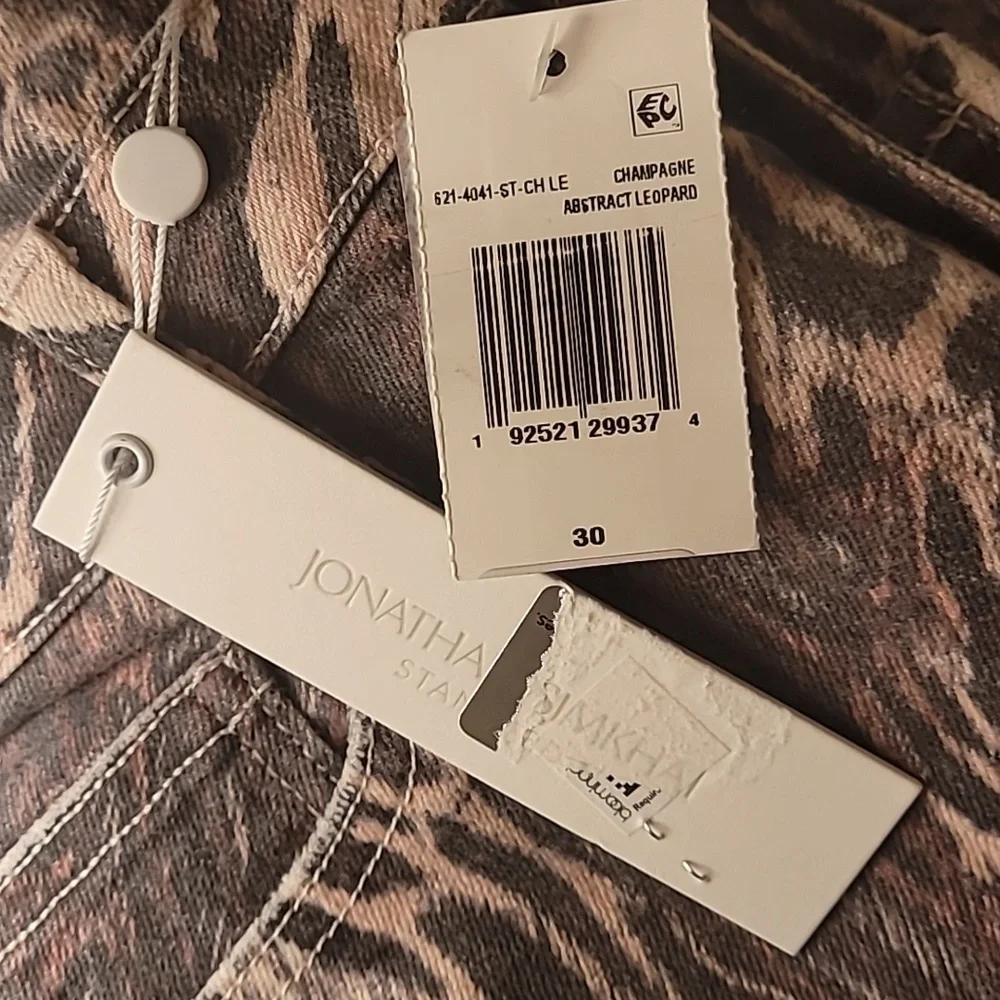 EPC
621-4041-ST-CH LE
CHAMPAGNE
ABSTRACT LEOPARD
1 92521 29937 4
30
JONATHA
SIMKHA
STAN